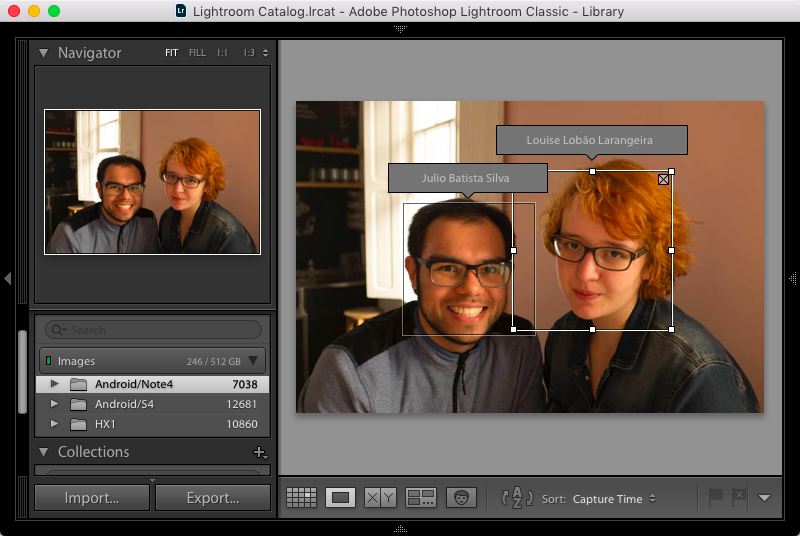 Lr Lightroom Catalog.lrcat - Adobe Photoshop Lightroom Classic - Library
Navigator FIT FILL 1:1 1:3
Louise Lobão Larangeira
Julio Batista Silva
Search
Images 246 / 512 GB
Android/Note4 7038
Android/S4 12681
HX1 10860
Collections
Import... Export...
X Y
A Z
Sort: Capture Time